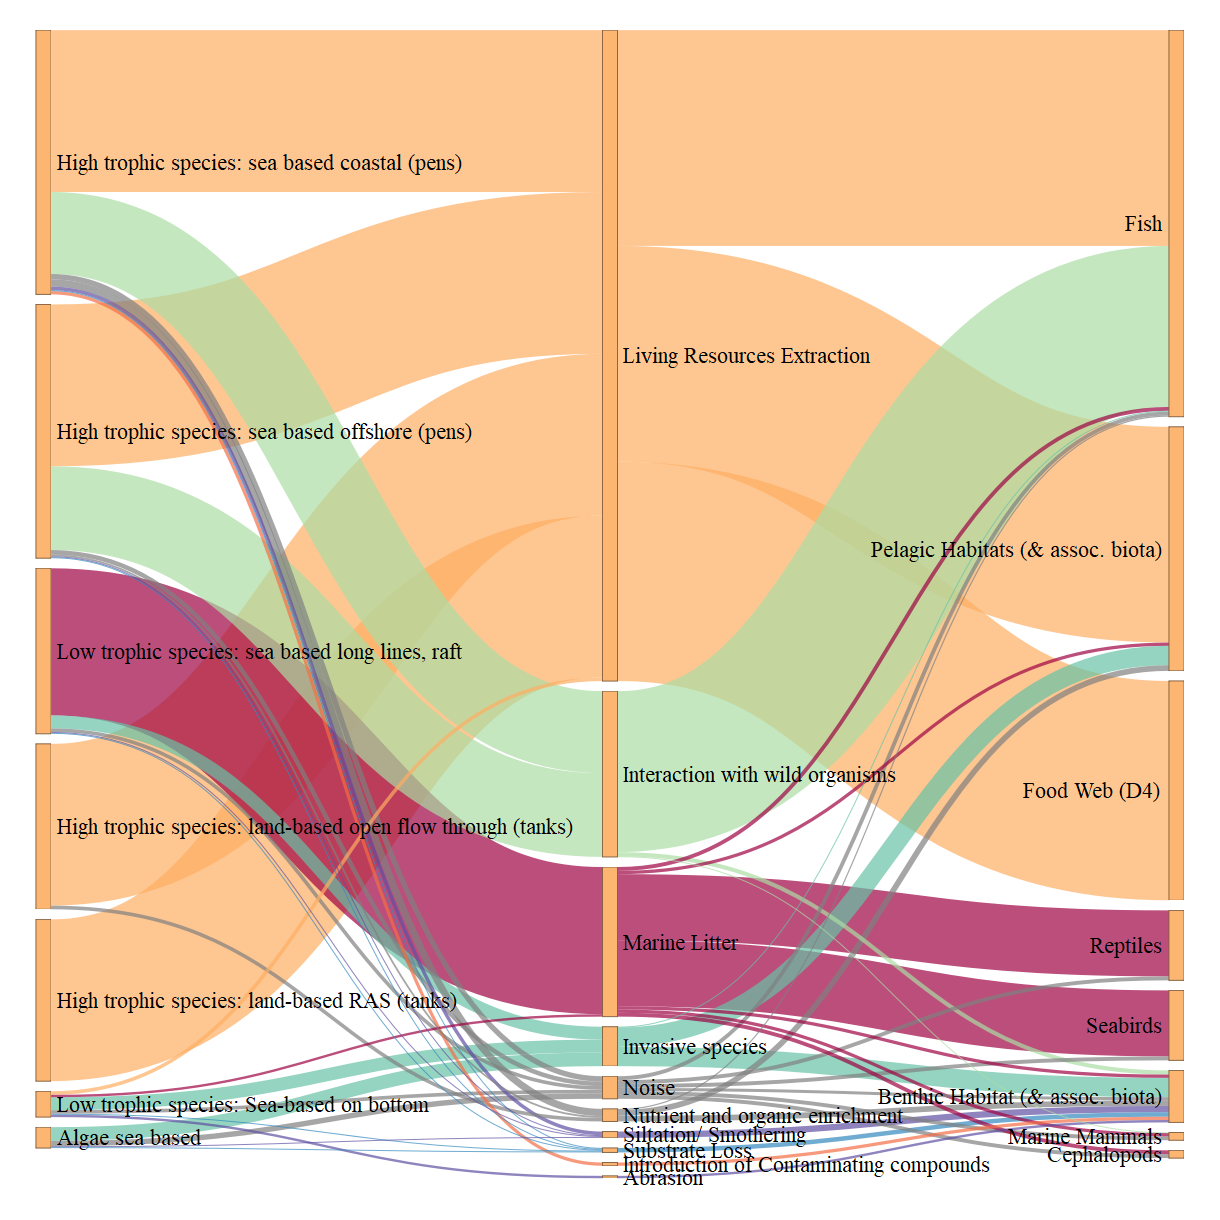 High trophic species: sea based coastal (pens)
High trophic species: sea based offshore (pens)
Low trophic species: sea based long lines, raft
High trophic species: land-based open flow through (tanks)
High trophic species: land-based RAS (tanks)
Low trophic species: Sea-based on bottom
Algae sea based
Living Resources Extraction
Interaction with wild organisms
Marine Litter
Invasive species
Noise
Nutrient and organic enrichment
Siltation/ Smothering
Substrate Loss
Introduction of Contaminating compounds
Abrasion
Fish
Pelagic Habitats (& assoc. biota)
Food Web (D4)
Reptiles
Seabirds
Benthic Habitat (& assoc. biota)
Marine Mammals
Cephalopods